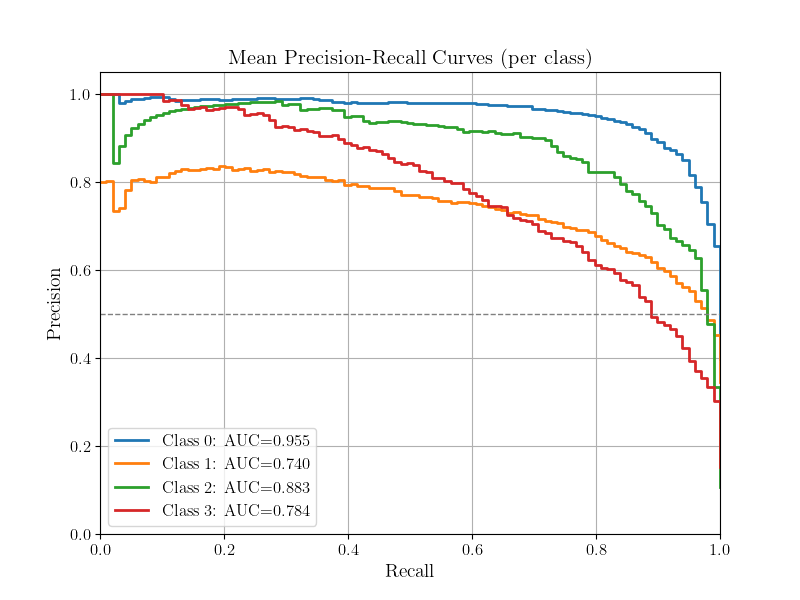 Mean Precision-Recall Curves (per class)
1.0
0.8
0.6
0.4
0.2
0.0
Precision
Class 0: AUC=0.955
Class 1: AUC=0.740
Class 2: AUC=0.883
Class 3: AUC=0.784
0.0 0.2 0.4 0.6 0.8 1.0
Recall